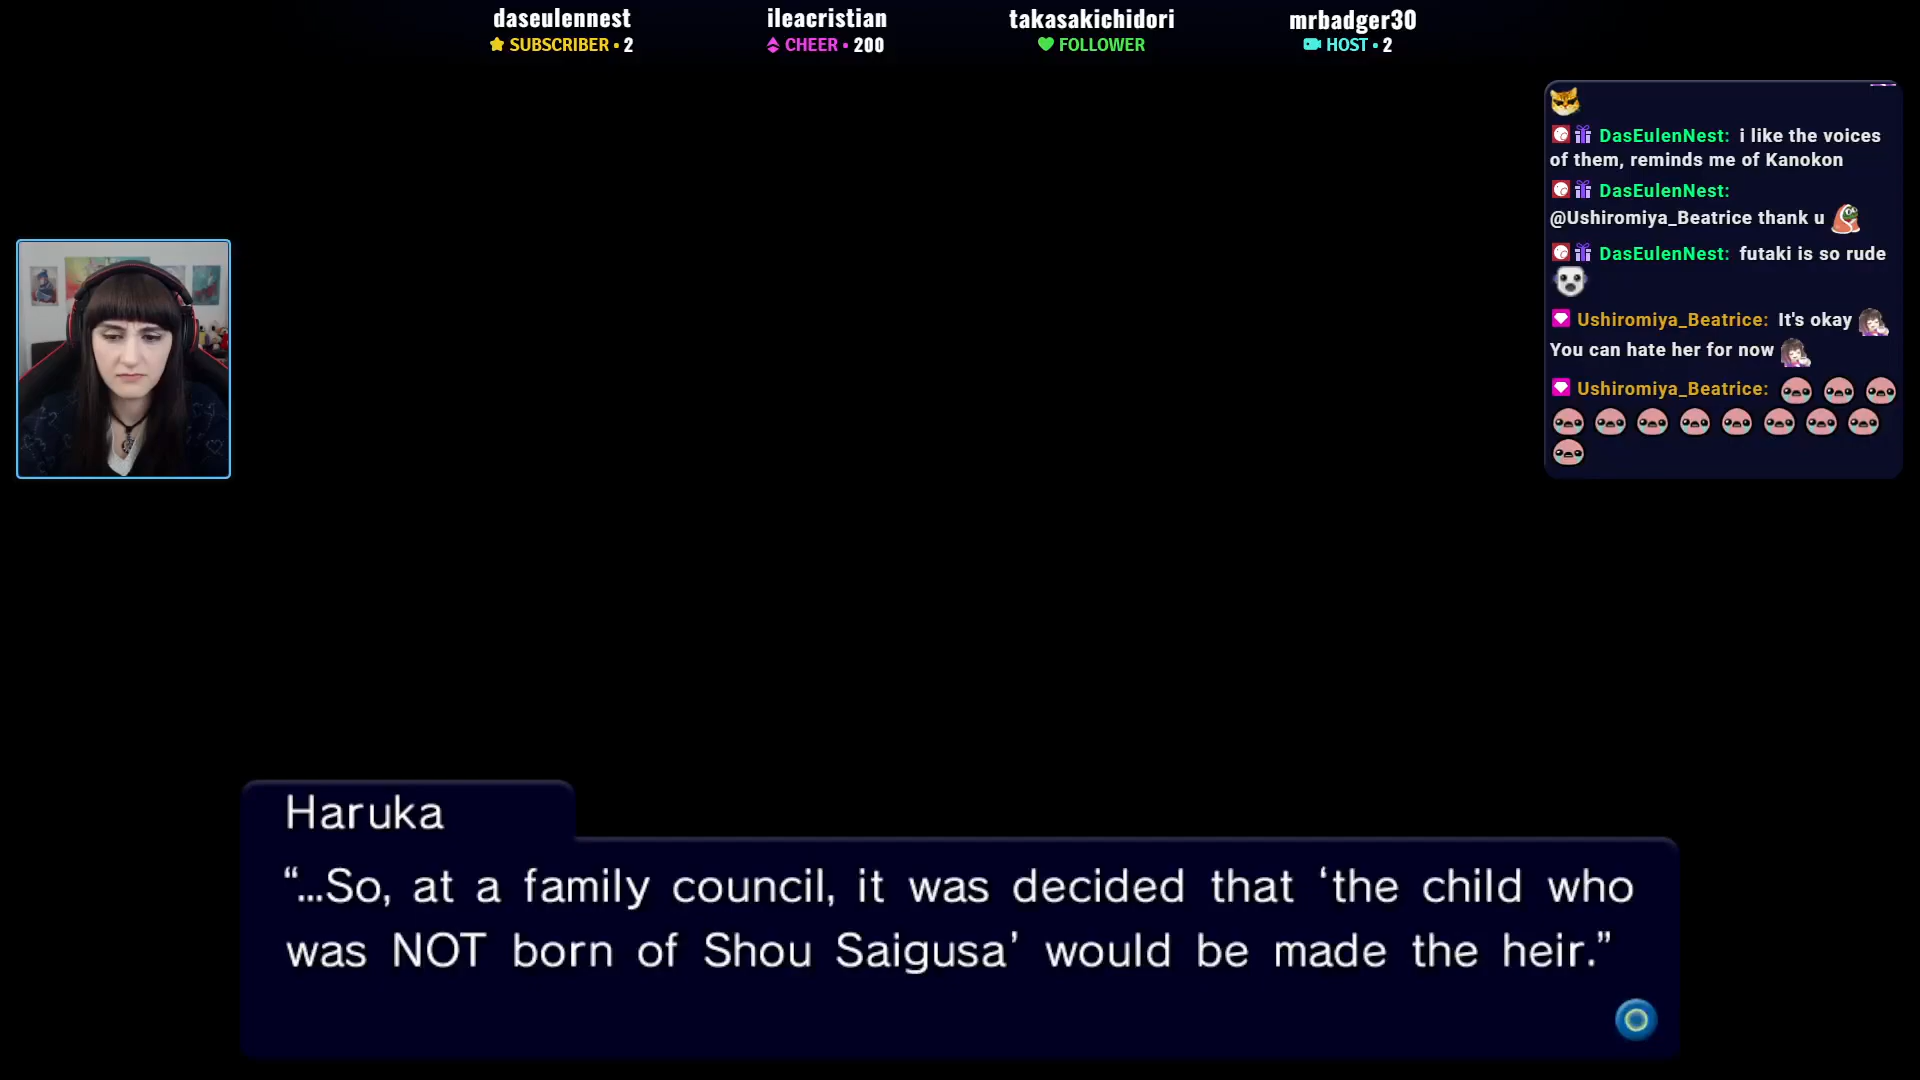 daseulennest
SUBSCRIBER • 2
ileacristian
CHEER • 200
takasakichidori
FOLLOWER
mrbadger30
HOST • 2
DasEulenNest: i like the voices
of them, reminds me of Kanokon
DasEulenNest:
@Ushiromiya_Beatrice thank u
DasEulenNest: futaki is so rude
Ushiromiya_Beatrice: It's okay
You can hate her for now
Ushiromiya_Beatrice:
Haruka
“…So, at a family council, it was decided that ‘the child who
was NOT born of Shou Saigusa’ would be made the heir.”